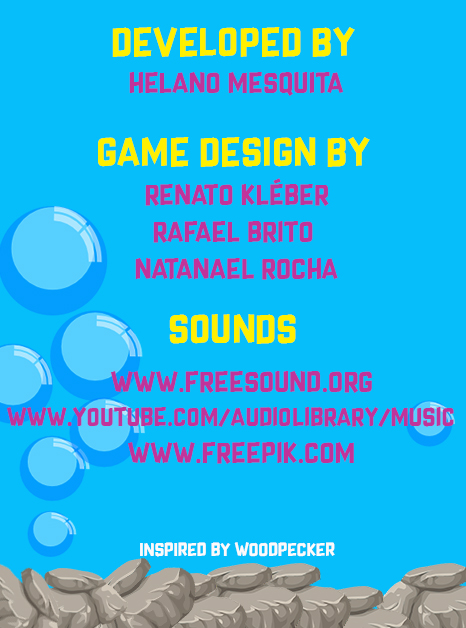 DEVELOPED BY
HELANO MESQUITA
GAME DESIGN BY
RENATO KLÉBER
RAFAEL BRITO
NATANAEL ROCHA
SOUNDS
WWW.FREESOUND.ORG
WWW.YOUTUBE.COM/AUDIOLIBRARY/MUSIC
WWW.FREEPIK.COM
INSPIRED BY WOODPECKER